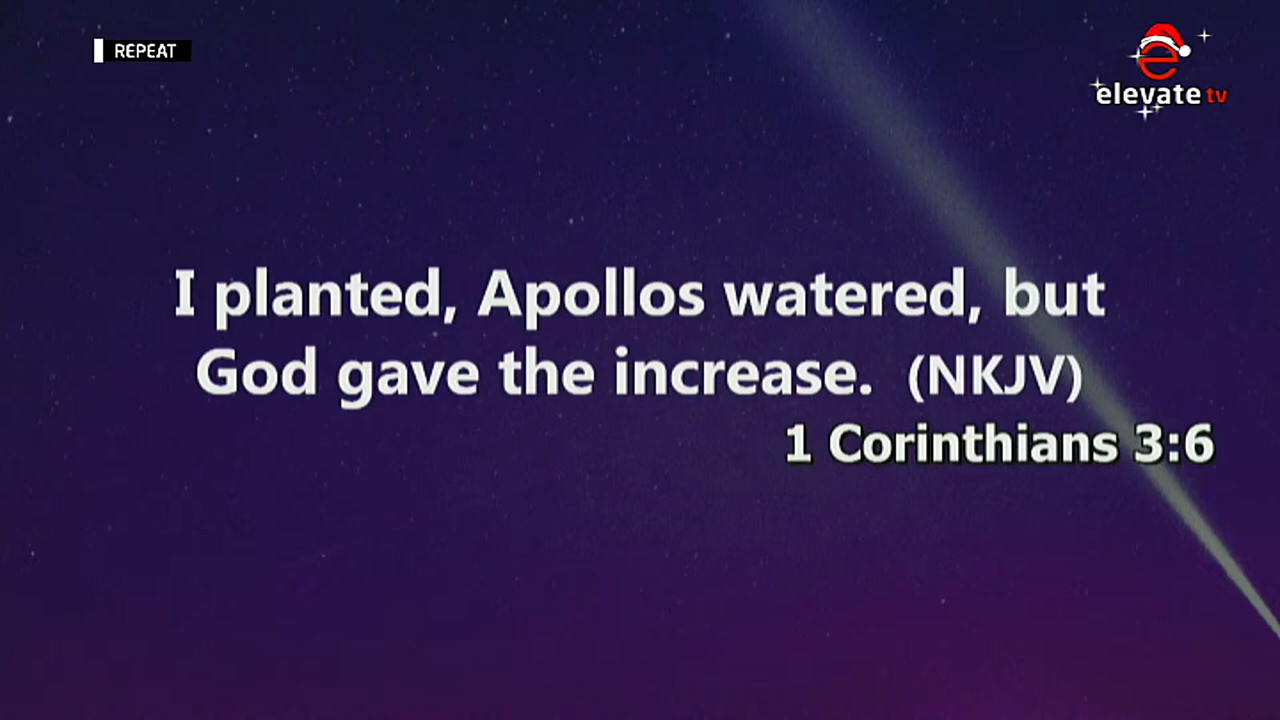 REPEAT
elevate tv
I planted, Apollos watered, but
God gave the increase. (NKJV)
1 Corinthians 3:6